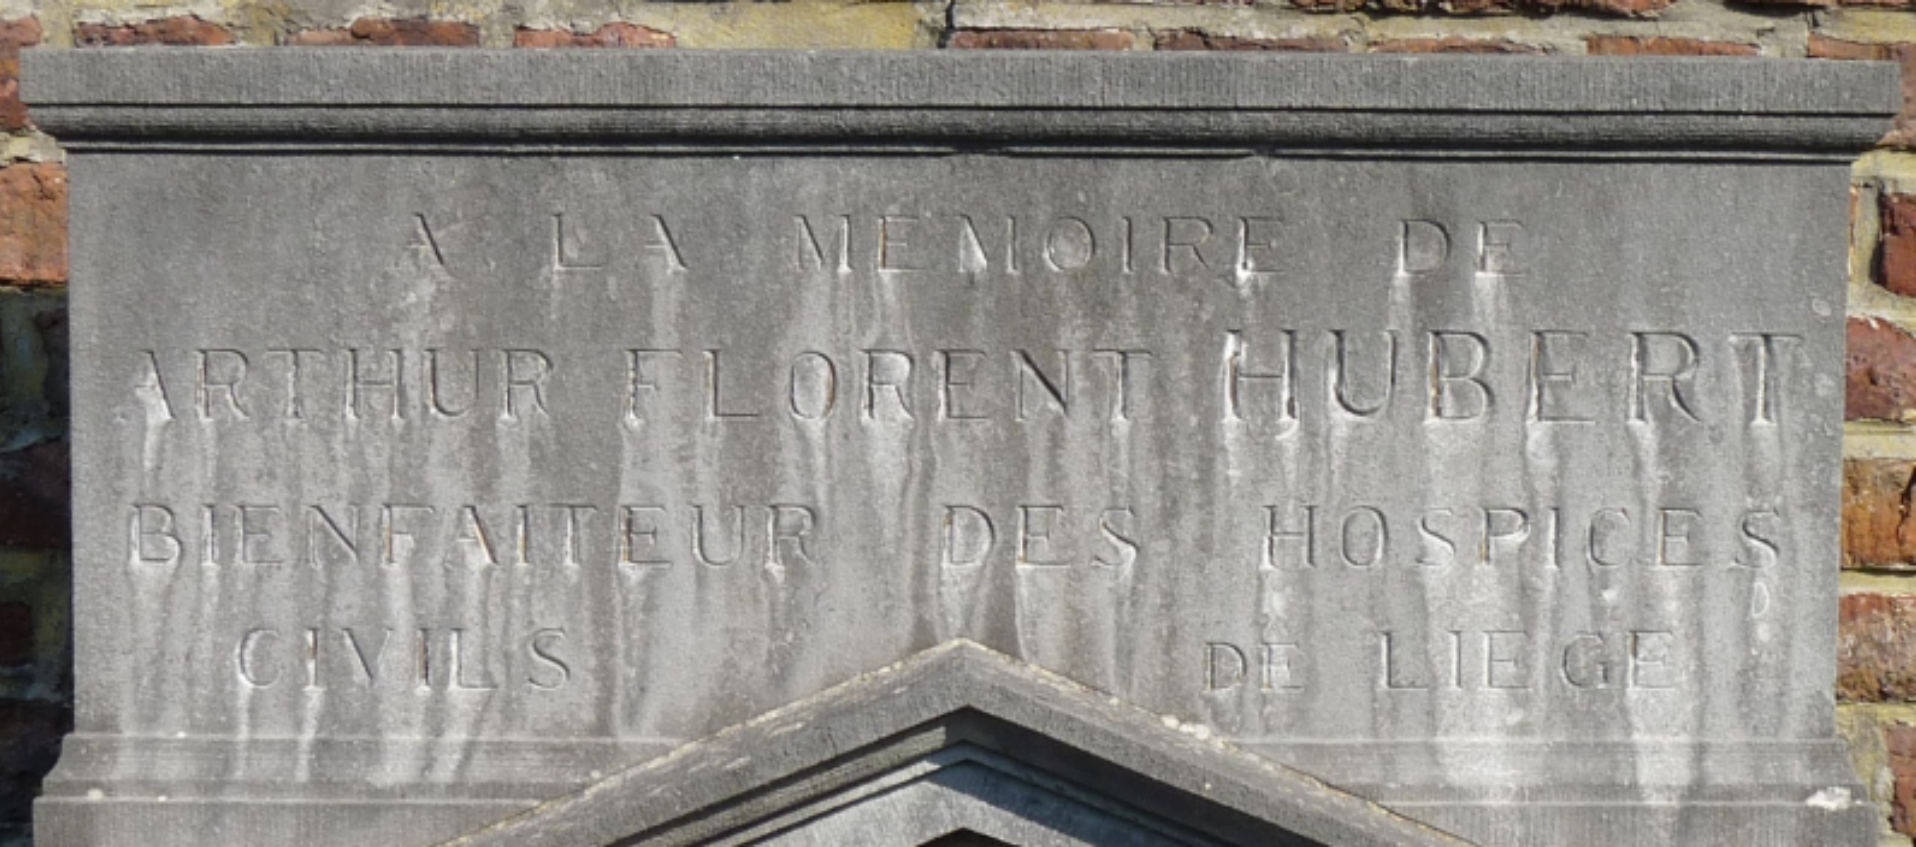 A LA MEMOIRE DE
ARTHUR FLORENT HUBERT
BIENFAITEUR DES HOSPICES
CIVILS DE LIEGE